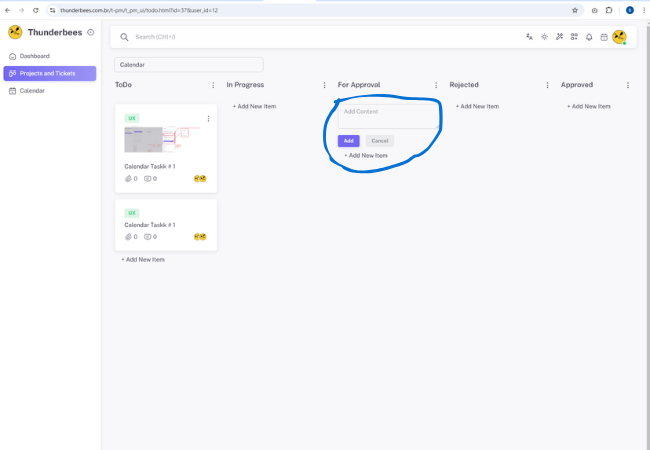 thunderbees.com.br/t-pm/t_pm_ui/todo.html?id=37&user_id=12
Thunderbees
Search (Ctrl+/)
Dashboard
Projects and Tickets
Calendar
Calendar
ToDo
In Progress
For Approval
Rejected
Approved
+ Add New Item
Add Content
+ Add New Item
+ Add New Item
UX
Add
Cancel
+ Add New Item
Calendar Taskk # 1
0
0
UX
Calendar Taskk # 1
0
0
+ Add New Item